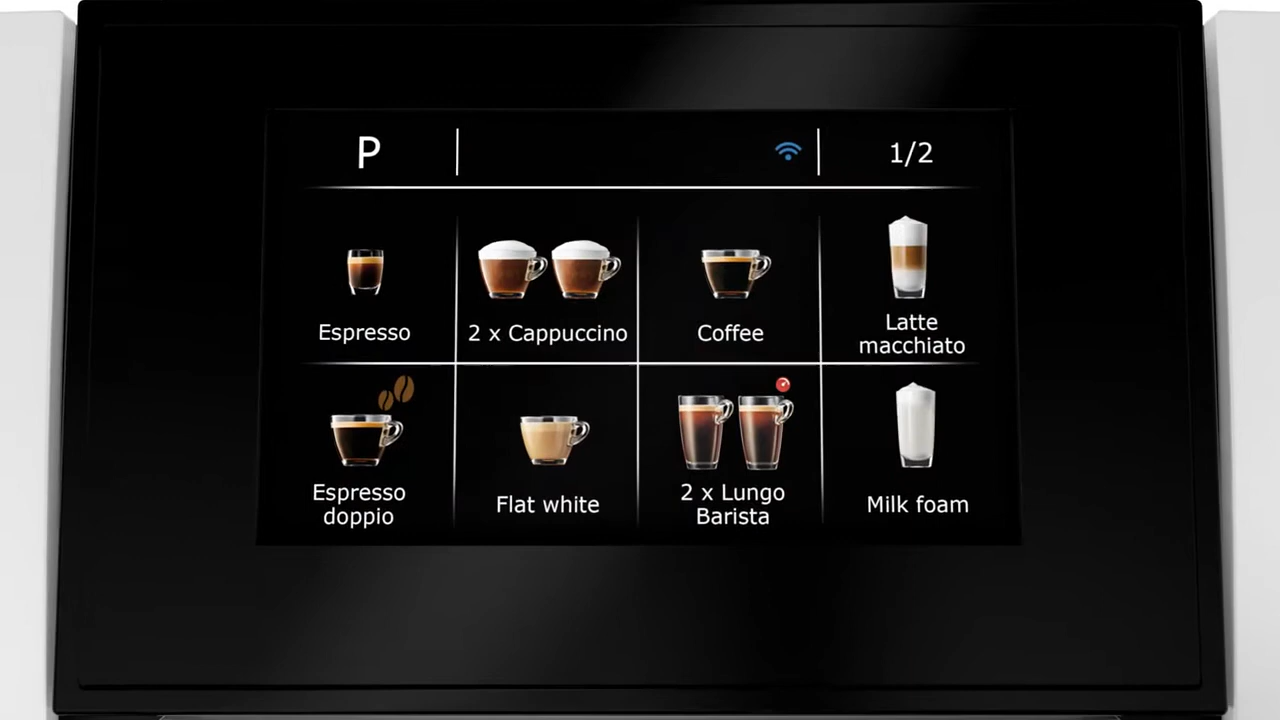 P
1/2
Espresso
2 x Cappuccino
Coffee
Latte
macchiato
Espresso
doppio
Flat white
2 x Lungo
Barista
Milk foam